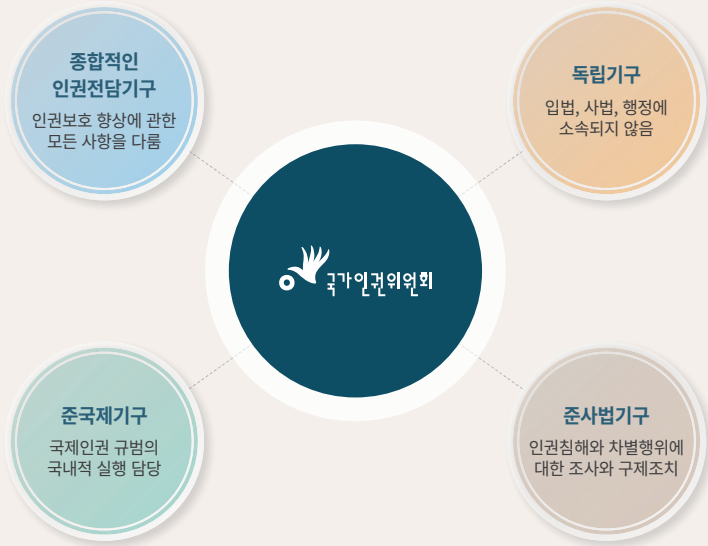 종합적인
인권전담기구
인권보호 향상에 관한
모든 사항을 다룸
독립기구
입법, 사법, 행정에
소속되지 않음
국가인권위원회
준국제기구
국제인권 규범의
국내적 실행 담당
준사법기구
인권침해와 차별행위에
대한 조사와 구제조치